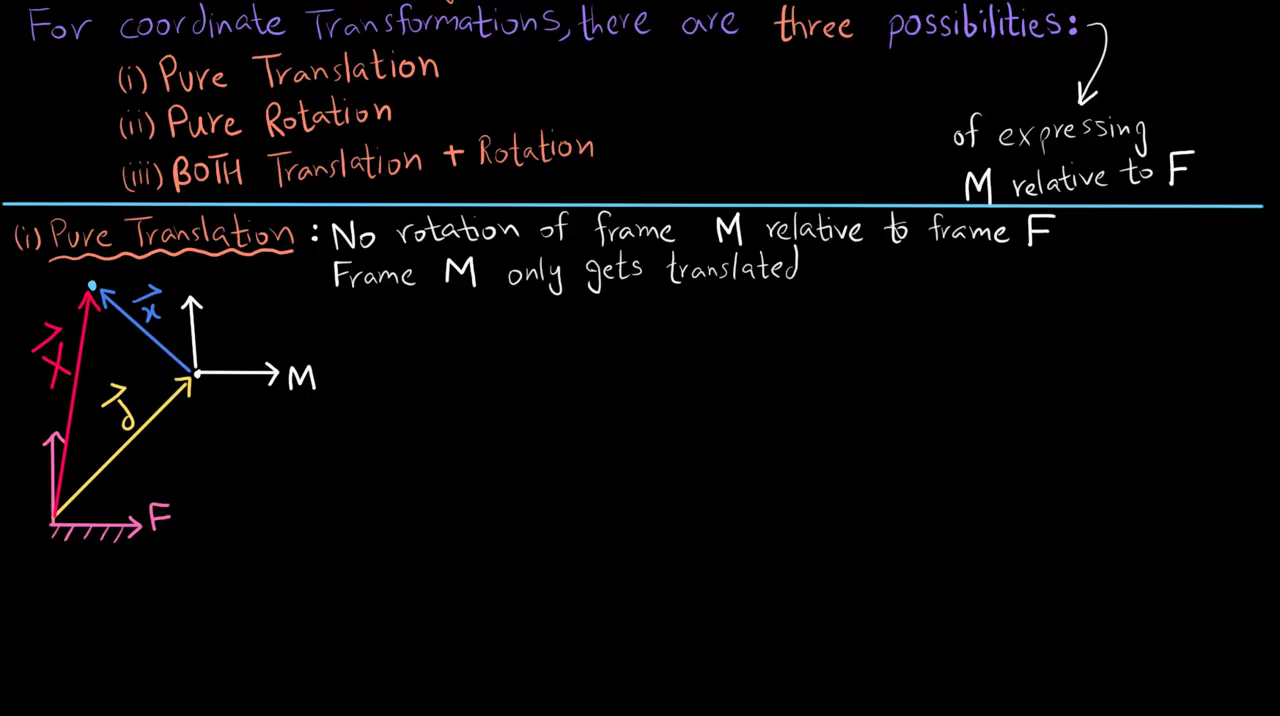 For coordinate Transformations, there are three possibilities:
(i) Pure Translation
(ii) Pure Rotation
(iii) BOTH Translation + Rotation
of expressing
M relative to F
(i) Pure Translation : No rotation of frame M relative to frame F
Frame M only gets translated
x
X
M
d
F